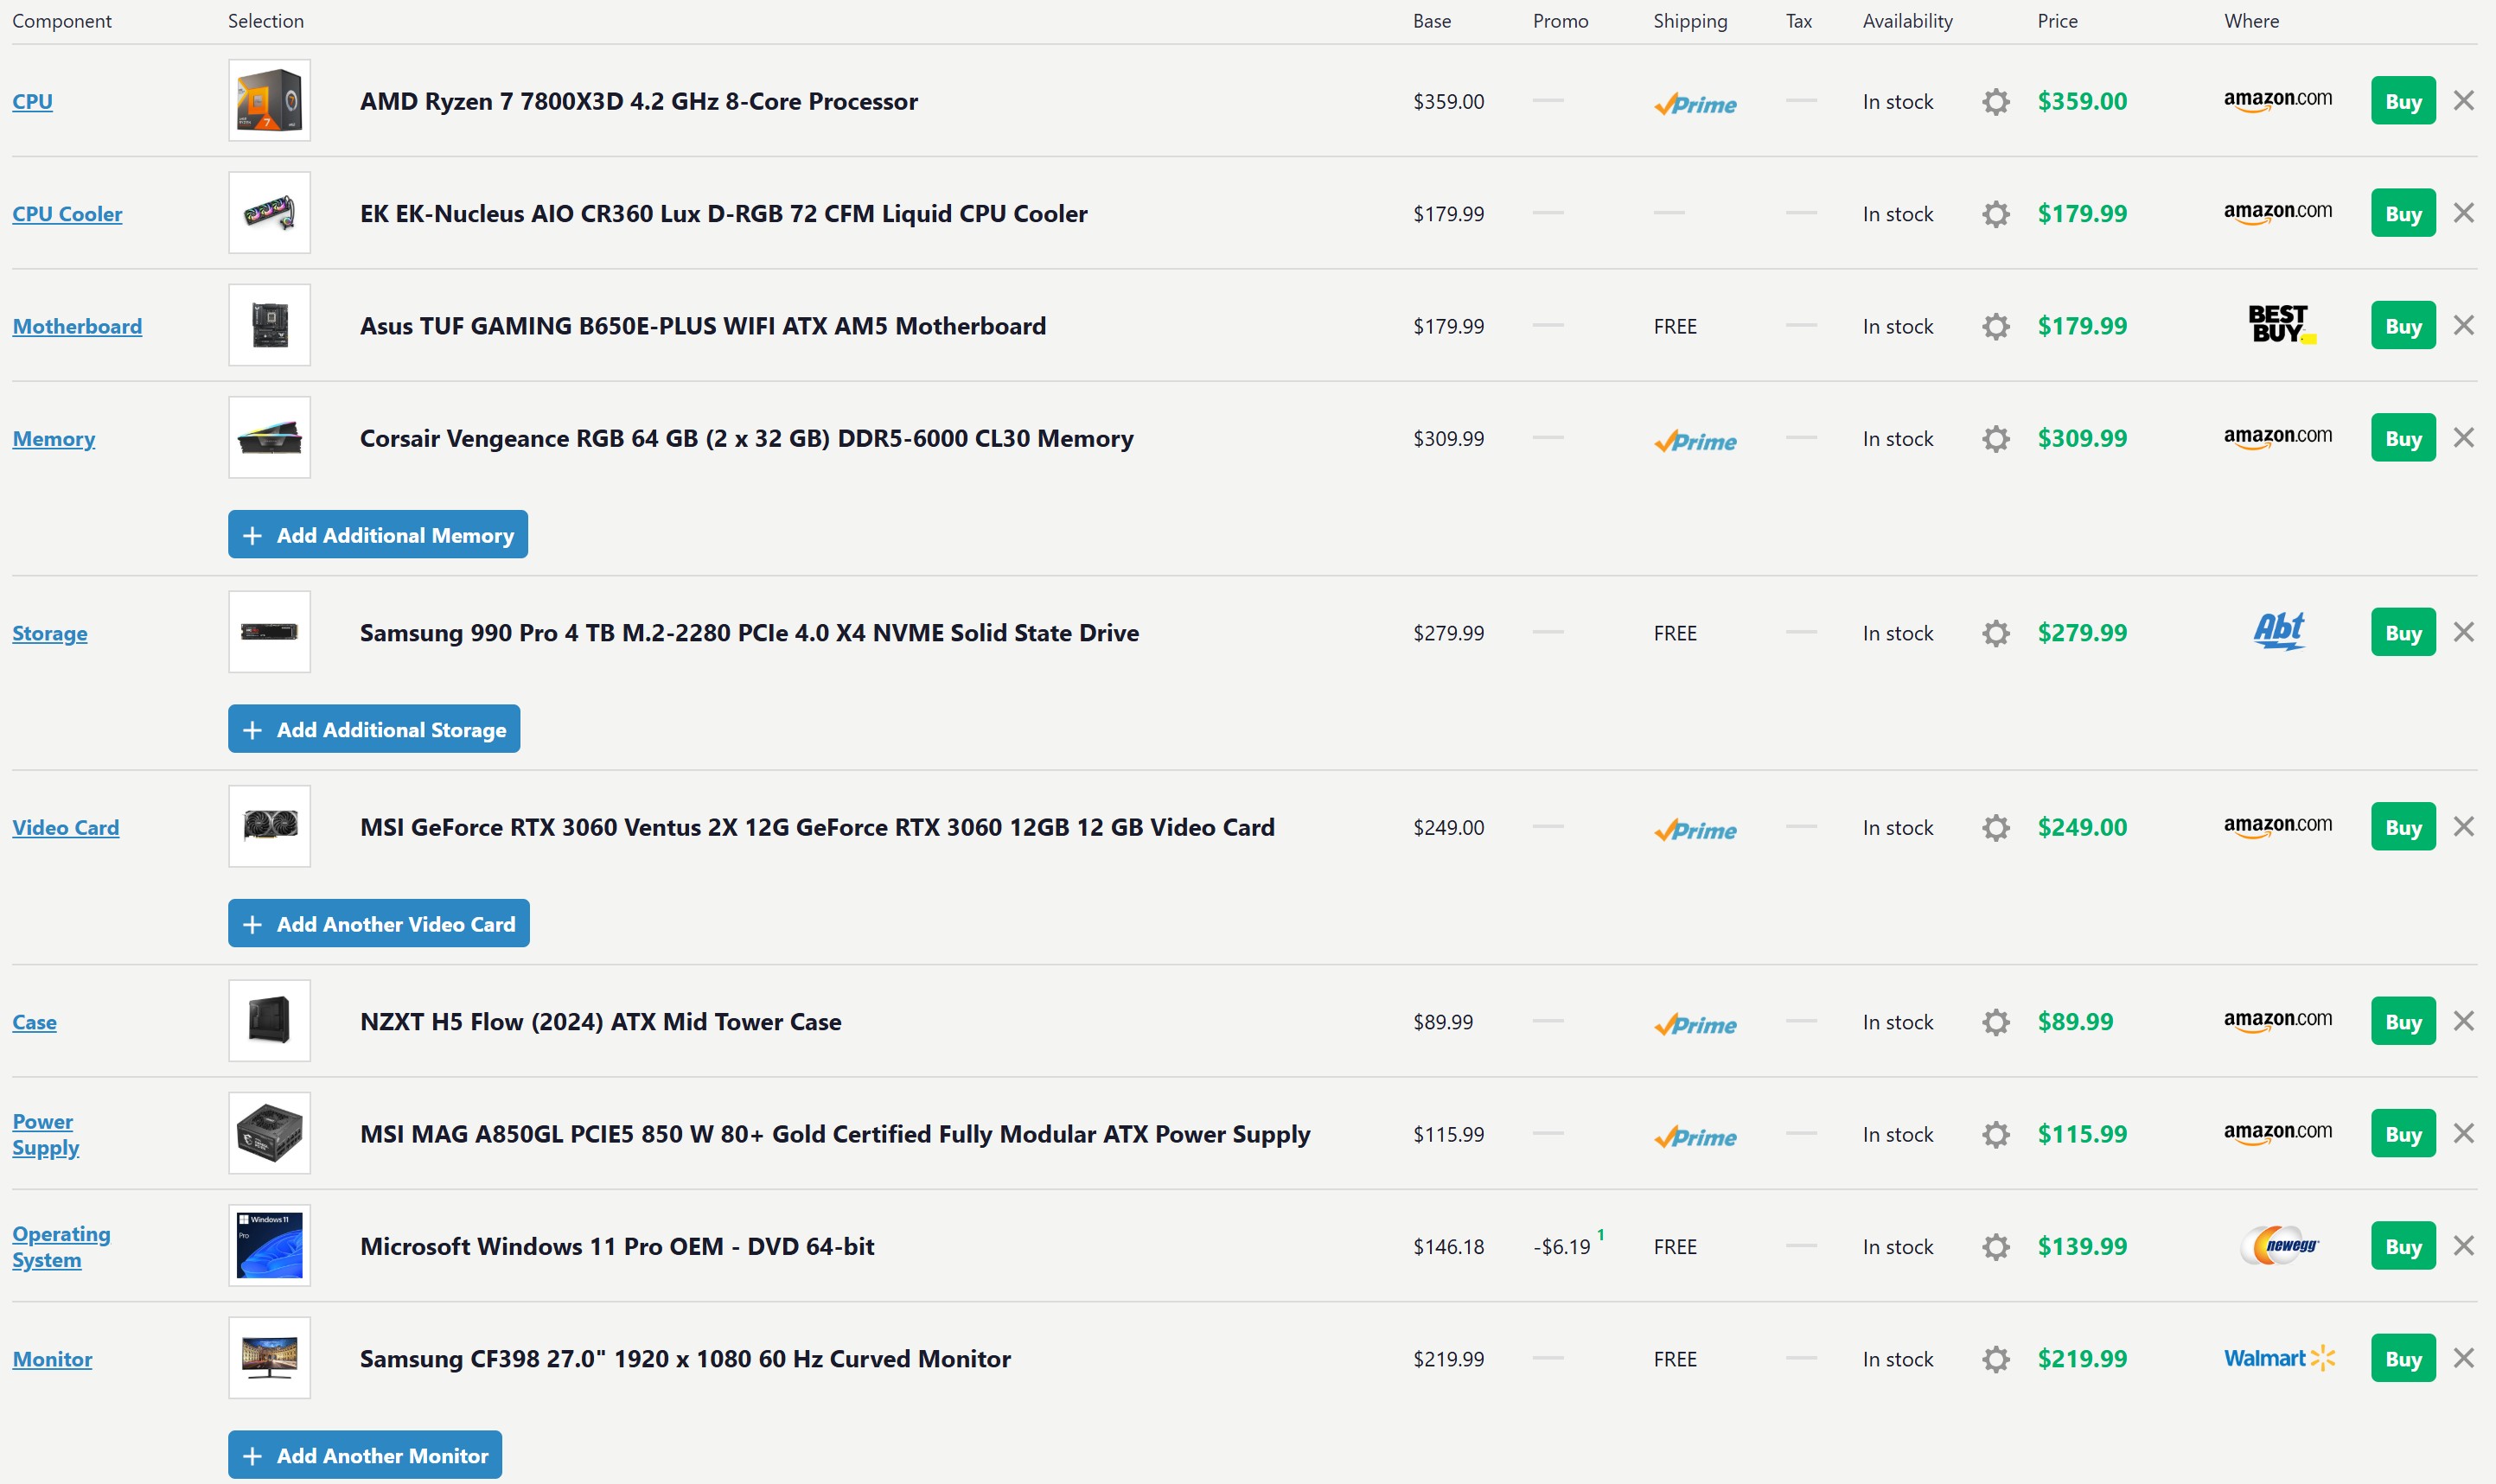 Component Selection Base Promo Shipping Tax Availability Price Where
CPU AMD Ryzen 7 7800X3D 4.2 GHz 8-Core Processor $359.00 — Prime — In stock $359.00 amazon.com Buy
CPU Cooler EK EK-Nucleus AIO CR360 Lux D-RGB 72 CFM Liquid CPU Cooler $179.99 — — — In stock $179.99 amazon.com Buy
Motherboard Asus TUF GAMING B650E-PLUS WIFI ATX AM5 Motherboard $179.99 — FREE — In stock $179.99 BEST BUY Buy
Memory Corsair Vengeance RGB 64 GB (2 x 32 GB) DDR5-6000 CL30 Memory $309.99 — Prime — In stock $309.99 amazon.com Buy
+ Add Additional Memory
Storage Samsung 990 Pro 4 TB M.2-2280 PCIe 4.0 X4 NVME Solid State Drive $279.99 — FREE — In stock $279.99 Abt Buy
+ Add Additional Storage
Video Card MSI GeForce RTX 3060 Ventus 2X 12G GeForce RTX 3060 12GB 12 GB Video Card $249.00 — Prime — In stock $249.00 amazon.com Buy
+ Add Another Video Card
Case NZXT H5 Flow (2024) ATX Mid Tower Case $89.99 — Prime — In stock $89.99 amazon.com Buy
Power Supply MSI MAG A850GL PCIE5 850 W 80+ Gold Certified Fully Modular ATX Power Supply $115.99 — Prime — In stock $115.99 amazon.com Buy
Windows 11
Pro
Operating System Microsoft Windows 11 Pro OEM - DVD 64-bit $146.18 -$6.19 1 FREE — In stock $139.99 newegg Buy
Monitor Samsung CF398 27.0" 1920 x 1080 60 Hz Curved Monitor $219.99 — FREE — In stock $219.99 Walmart Buy
+ Add Another Monitor